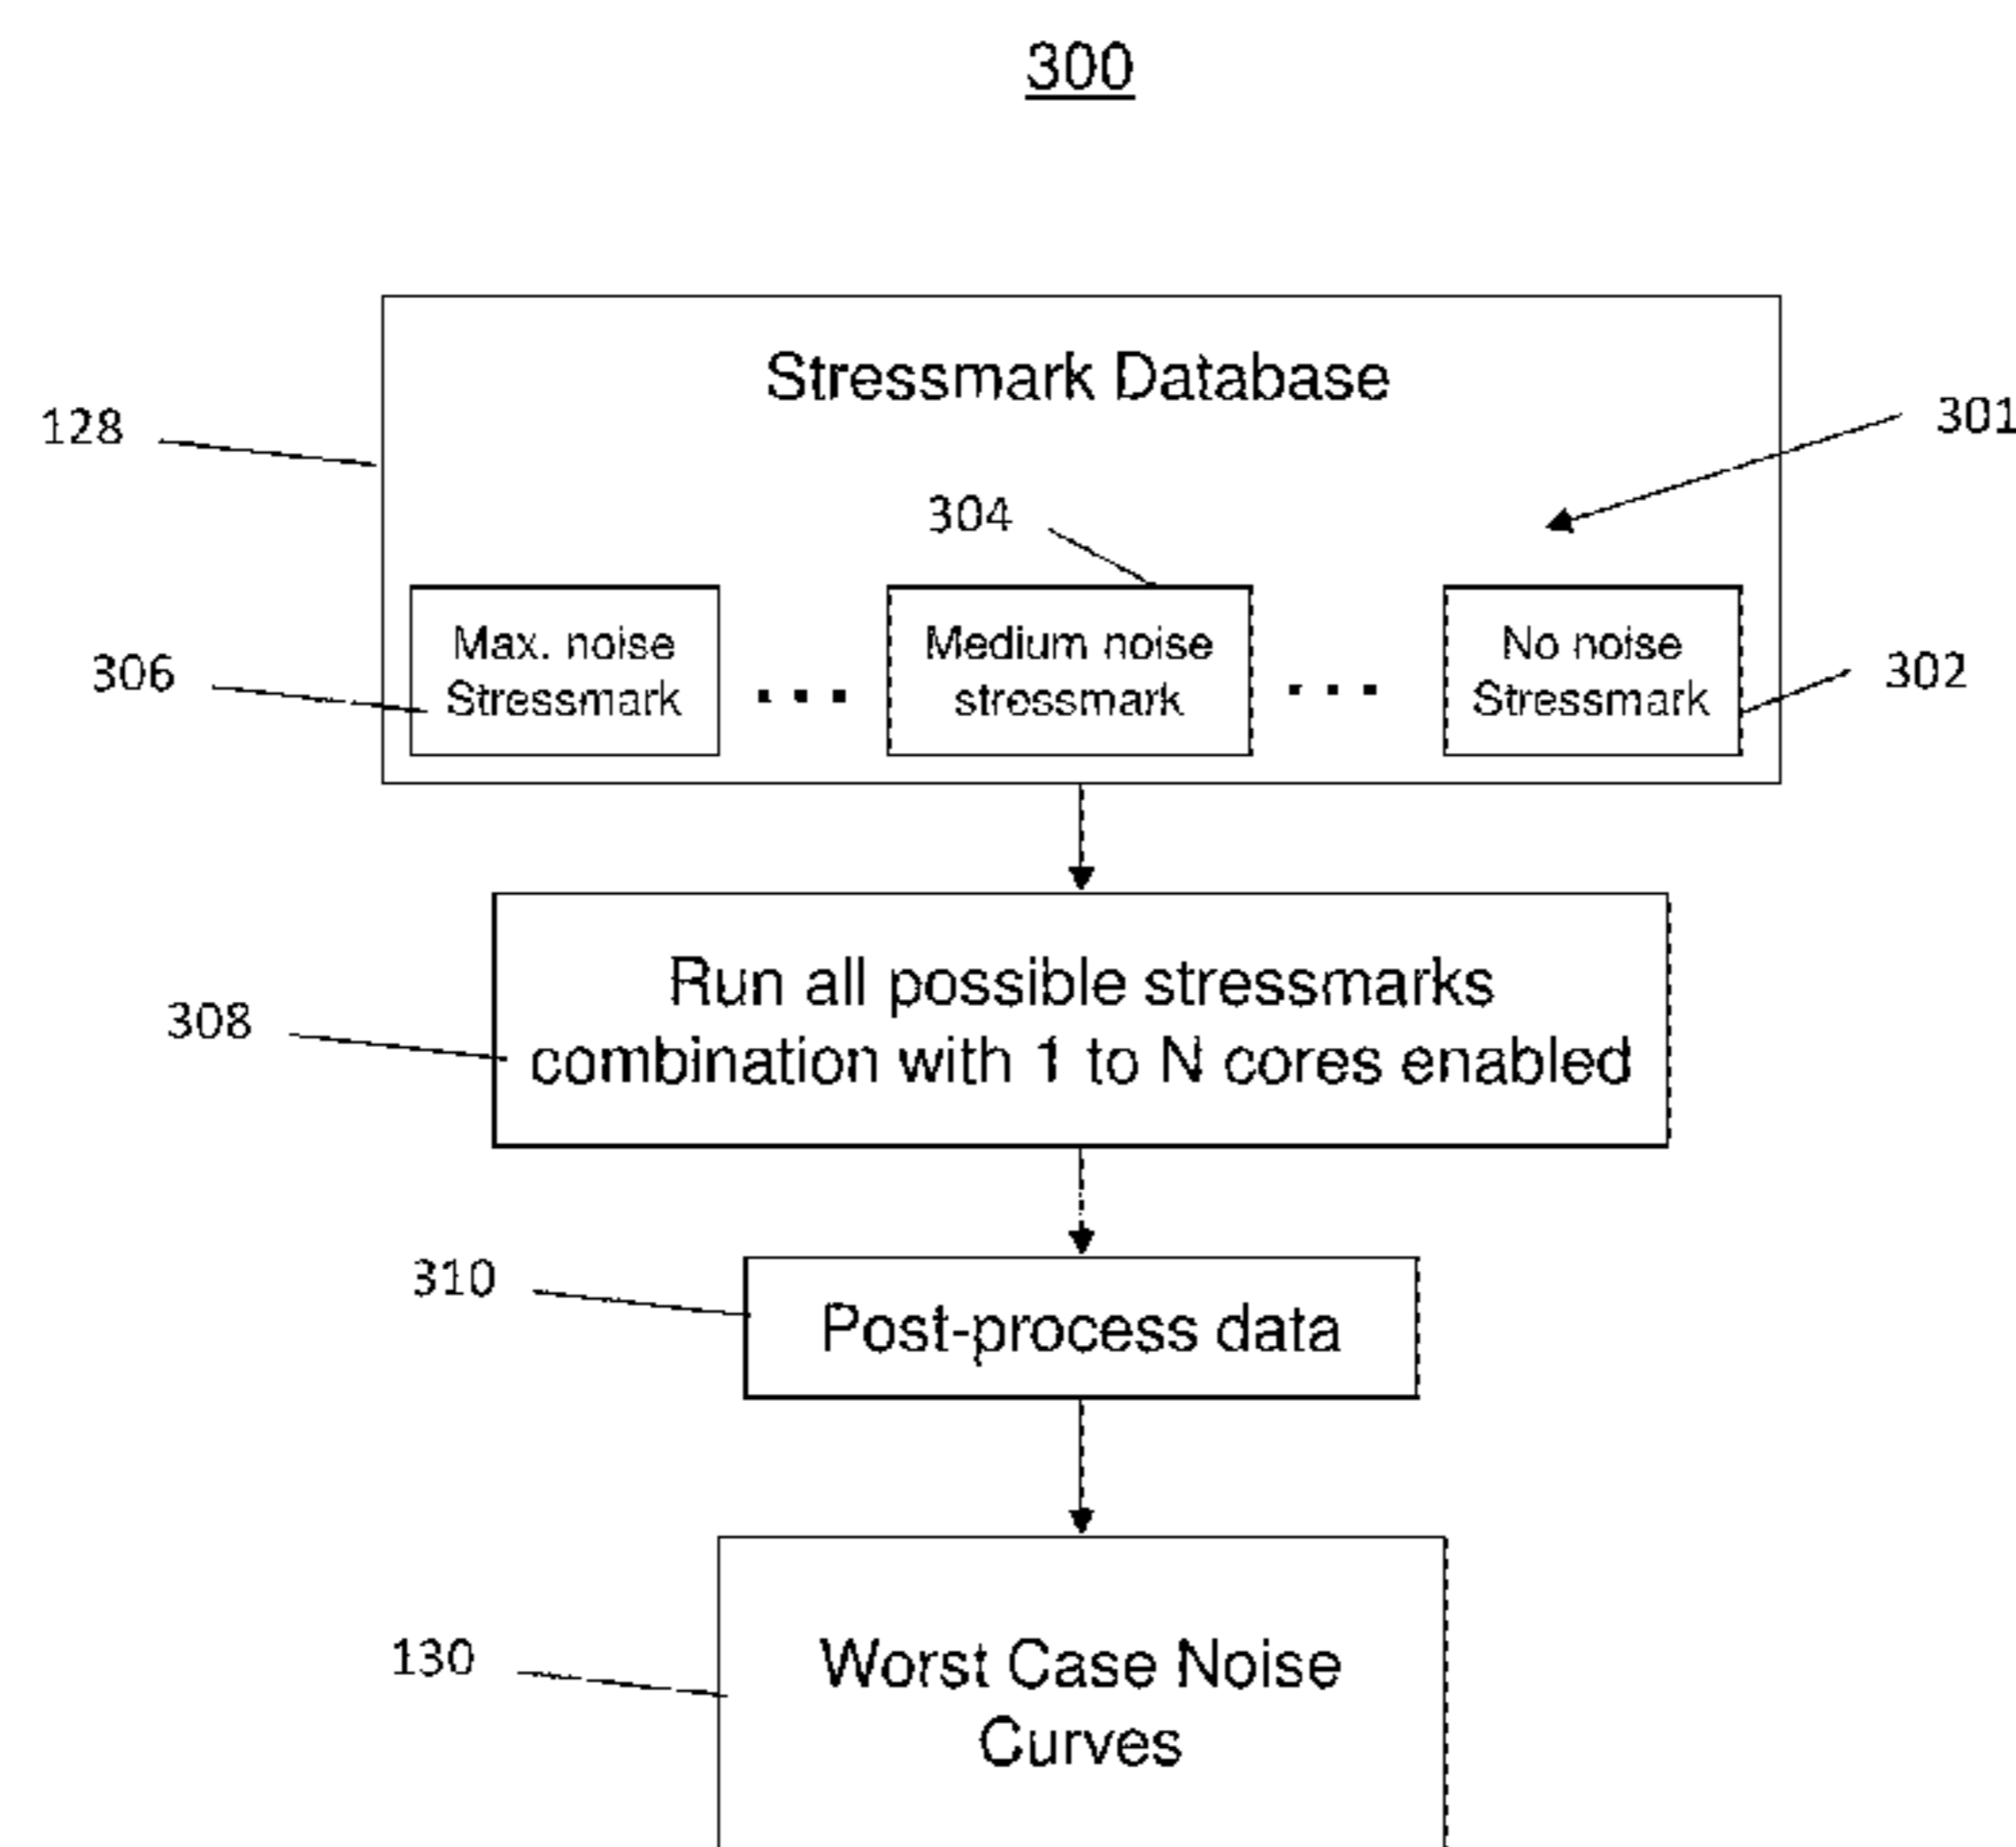 300
Stressmark Database
128
301
304
Max. noise
Stressmark
...
Medium noise
stressmark
...
No noise
Stressmark
306
302
Run all possible stressmarks
combination with 1 to N cores enabled
308
310
Post-process data
130
Worst Case Noise
Curves